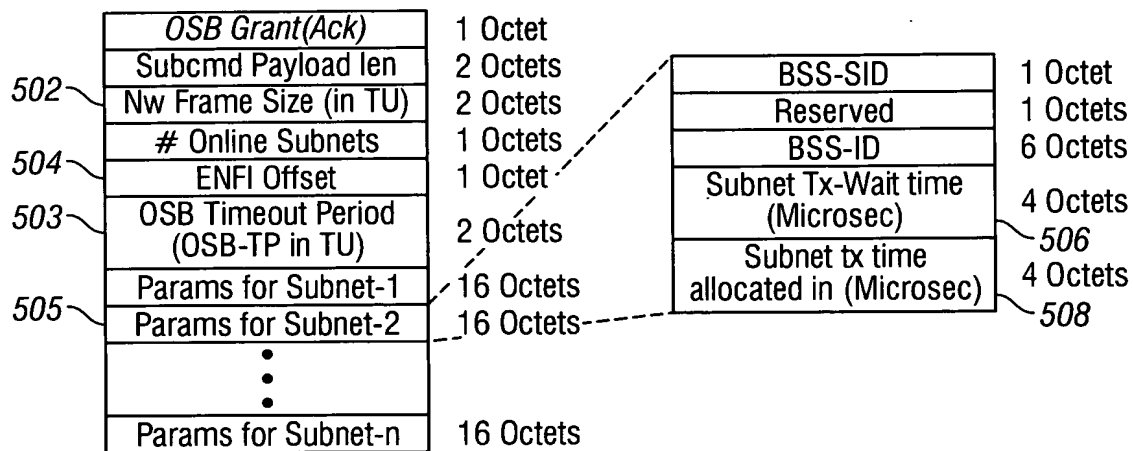 OSB Grant(Ack) 1 Octet
Subcmd Payload len 2 Octets
502 Nw Frame Size (in TU) 2 Octets
# Online Subnets 1 Octets
504 ENFI Offset 1 Octet
503 OSB Timeout Period
(OSB-TP in TU) 2 Octets
Params for Subnet-1 16 Octets
505 Params for Subnet-2 16 Octets
Params for Subnet-n 16 Octets
BSS-SID 1 Octet
Reserved 1 Octets
BSS-ID 6 Octets
Subnet Tx-Wait time
(Microsec) 4 Octets
506
Subnet tx time
allocated in (Microsec) 4 Octets
508